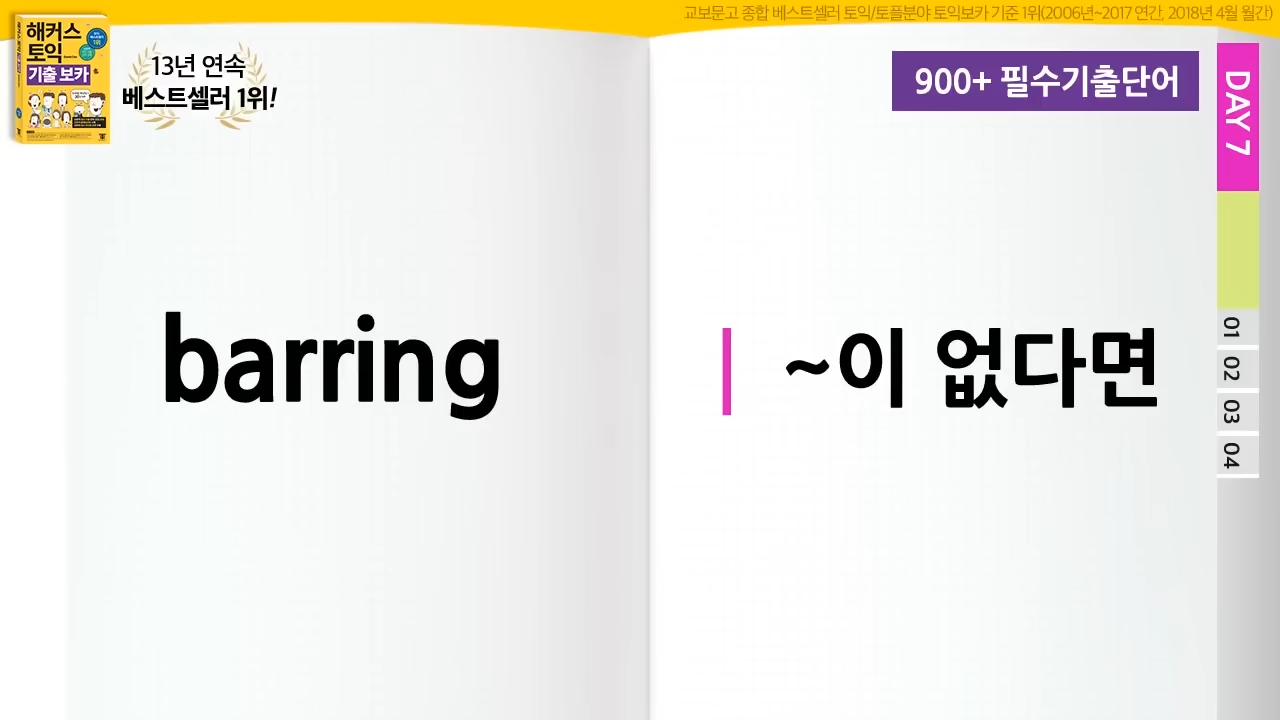 교보문고 종합 베스트셀러 토익/토플분야 토익보카 기준 1위(2006년~2017 연간, 2018년 4월 월간)
해커스
토익
기출 보카
13년 연속
베스트셀러 1위!
900+ 필수기출단어
DAY 7
barring
~이 없다면
01
02
03
04